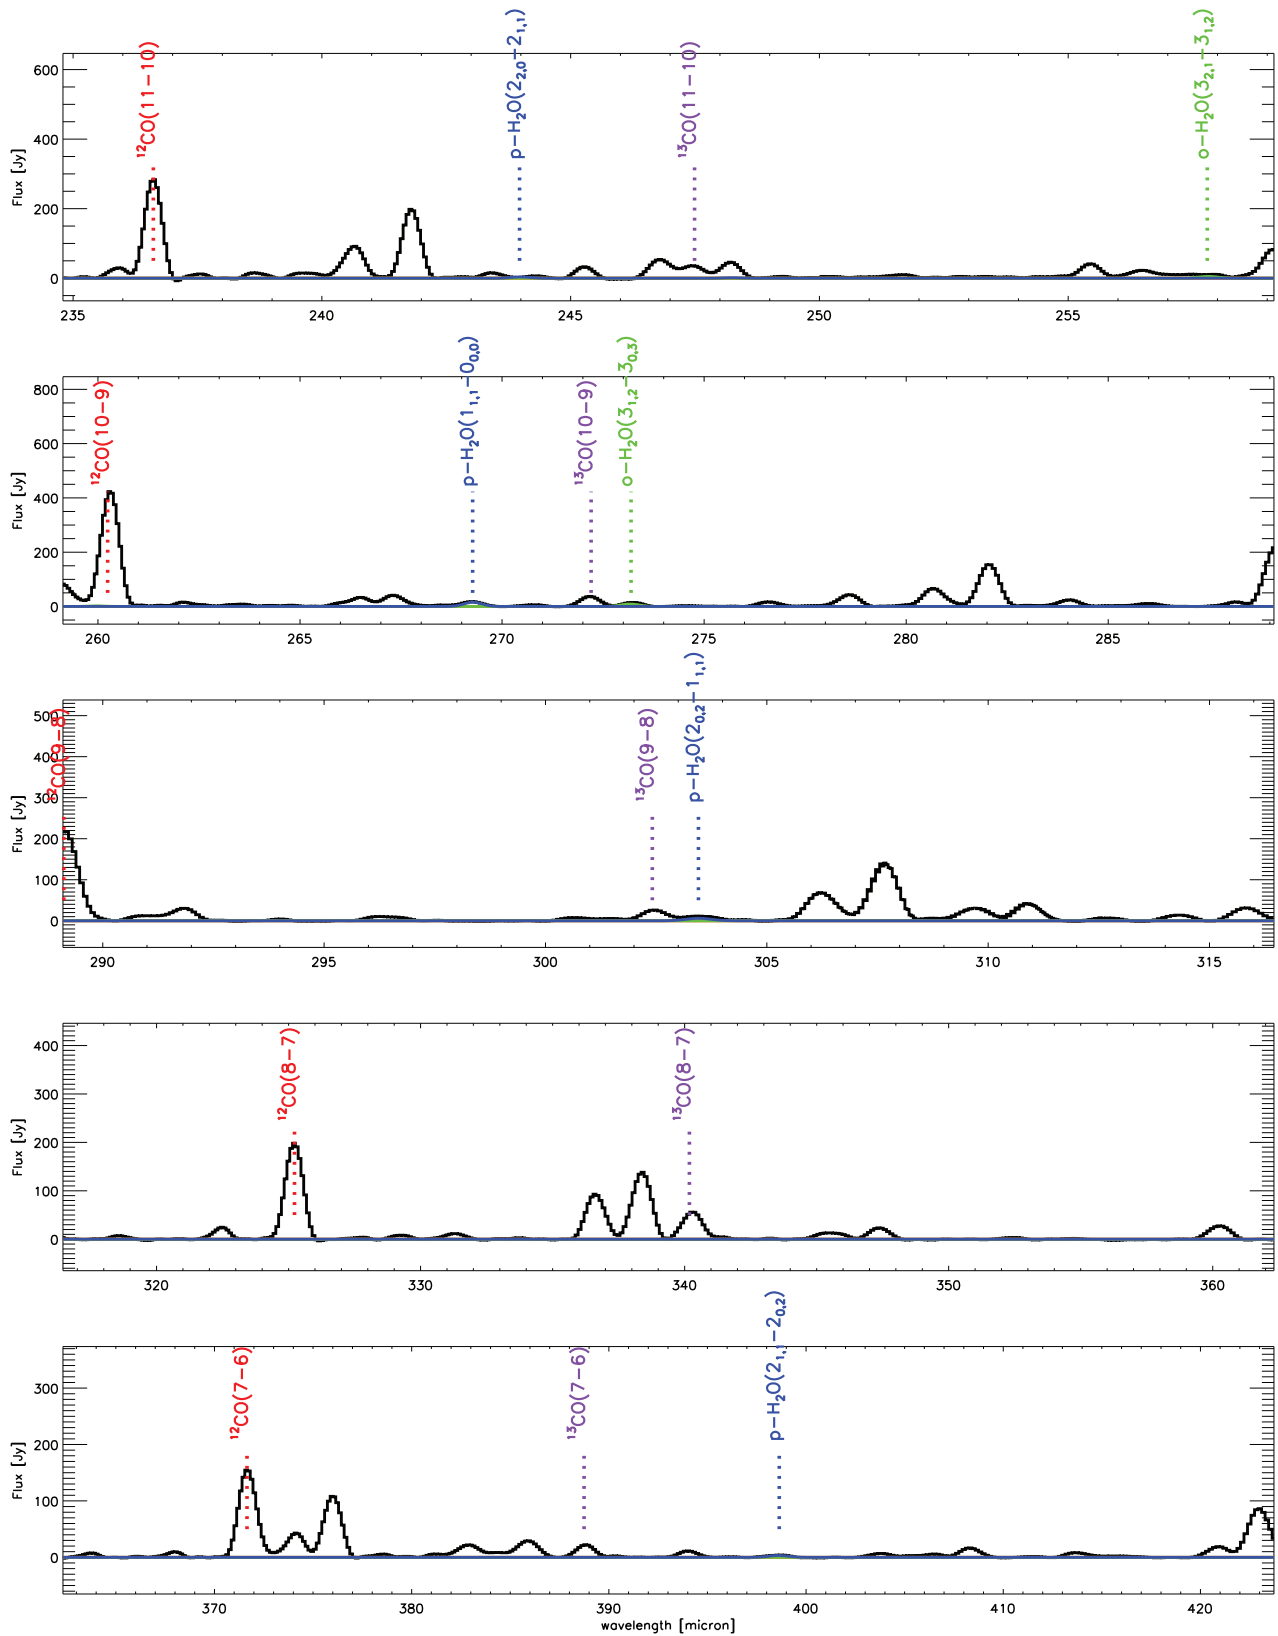 ¹²CO(11−10) p−H₂O(2₂,₀−2₁,₁) ¹³CO(11−10) o−H₂O(3₂,₁−3₁,₂)
600
400
200
0
Flux [Jy]
235 240 245 250 255
¹²CO(10−9) p−H₂O(1₁,₁−0₀,₀) ¹³CO(10−9) o−H₂O(3₁,₂−3₀,₃)
800
600
400
200
0
Flux [Jy]
260 265 270 275 280 285
¹²CO(9−8) ¹³CO(9−8) p−H₂O(2₀,₂−1₁,₁)
500
400
300
200
100
0
Flux [Jy]
290 295 300 305 310 315
¹²CO(8−7) ¹³CO(8−7)
400
300
200
100
0
Flux [Jy]
320 330 340 350 360
¹²CO(7−6) ¹³CO(7−6) p−H₂O(2₁,₁−2₀,₂)
300
200
100
0
Flux [Jy]
370 380 390 400 410 420
wavelength [micron]